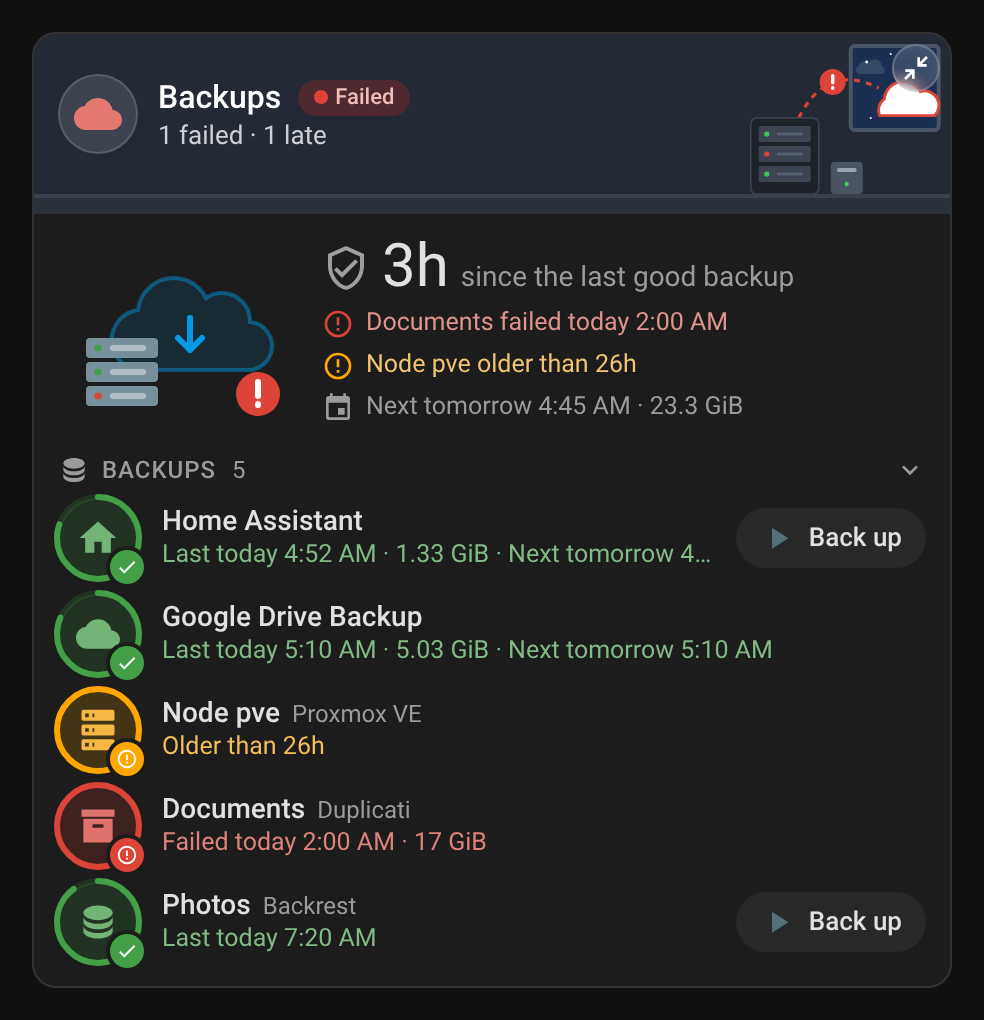 Backups Failed
1 failed · 1 late
3h since the last good backup
Documents failed today 2:00 AM
Node pve older than 26h
Next tomorrow 4:45 AM · 23.3 GiB
BACKUPS 5
Home Assistant
Last today 4:52 AM · 1.33 GiB · Next tomorrow 4…
Back up
Google Drive Backup
Last today 5:10 AM · 5.03 GiB · Next tomorrow 5:10 AM
Node pve Proxmox VE
Older than 26h
Documents Duplicati
Failed today 2:00 AM · 17 GiB
Photos Backrest
Last today 7:20 AM
Back up